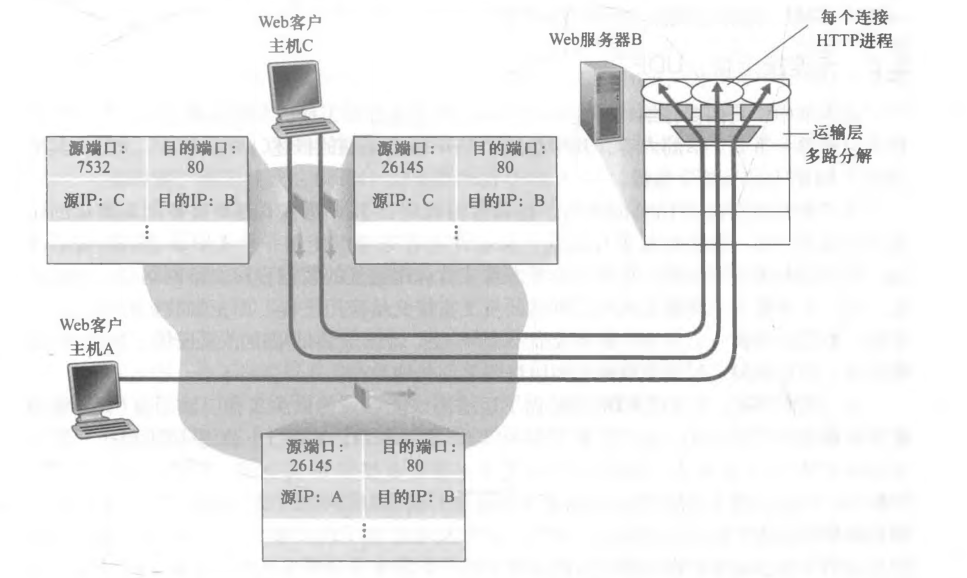 Web客户
主机C
Web服务器B
每个连接
HTTP进程
运输层
多路分解
源端口: 目的端口:
7532 80
源IP: C 目的IP: B
⋮
源端口: 目的端口:
26145 80
源IP: C 目的IP: B
⋮
Web客户
主机A
源端口: 目的端口:
26145 80
源IP: A 目的IP: B
⋮